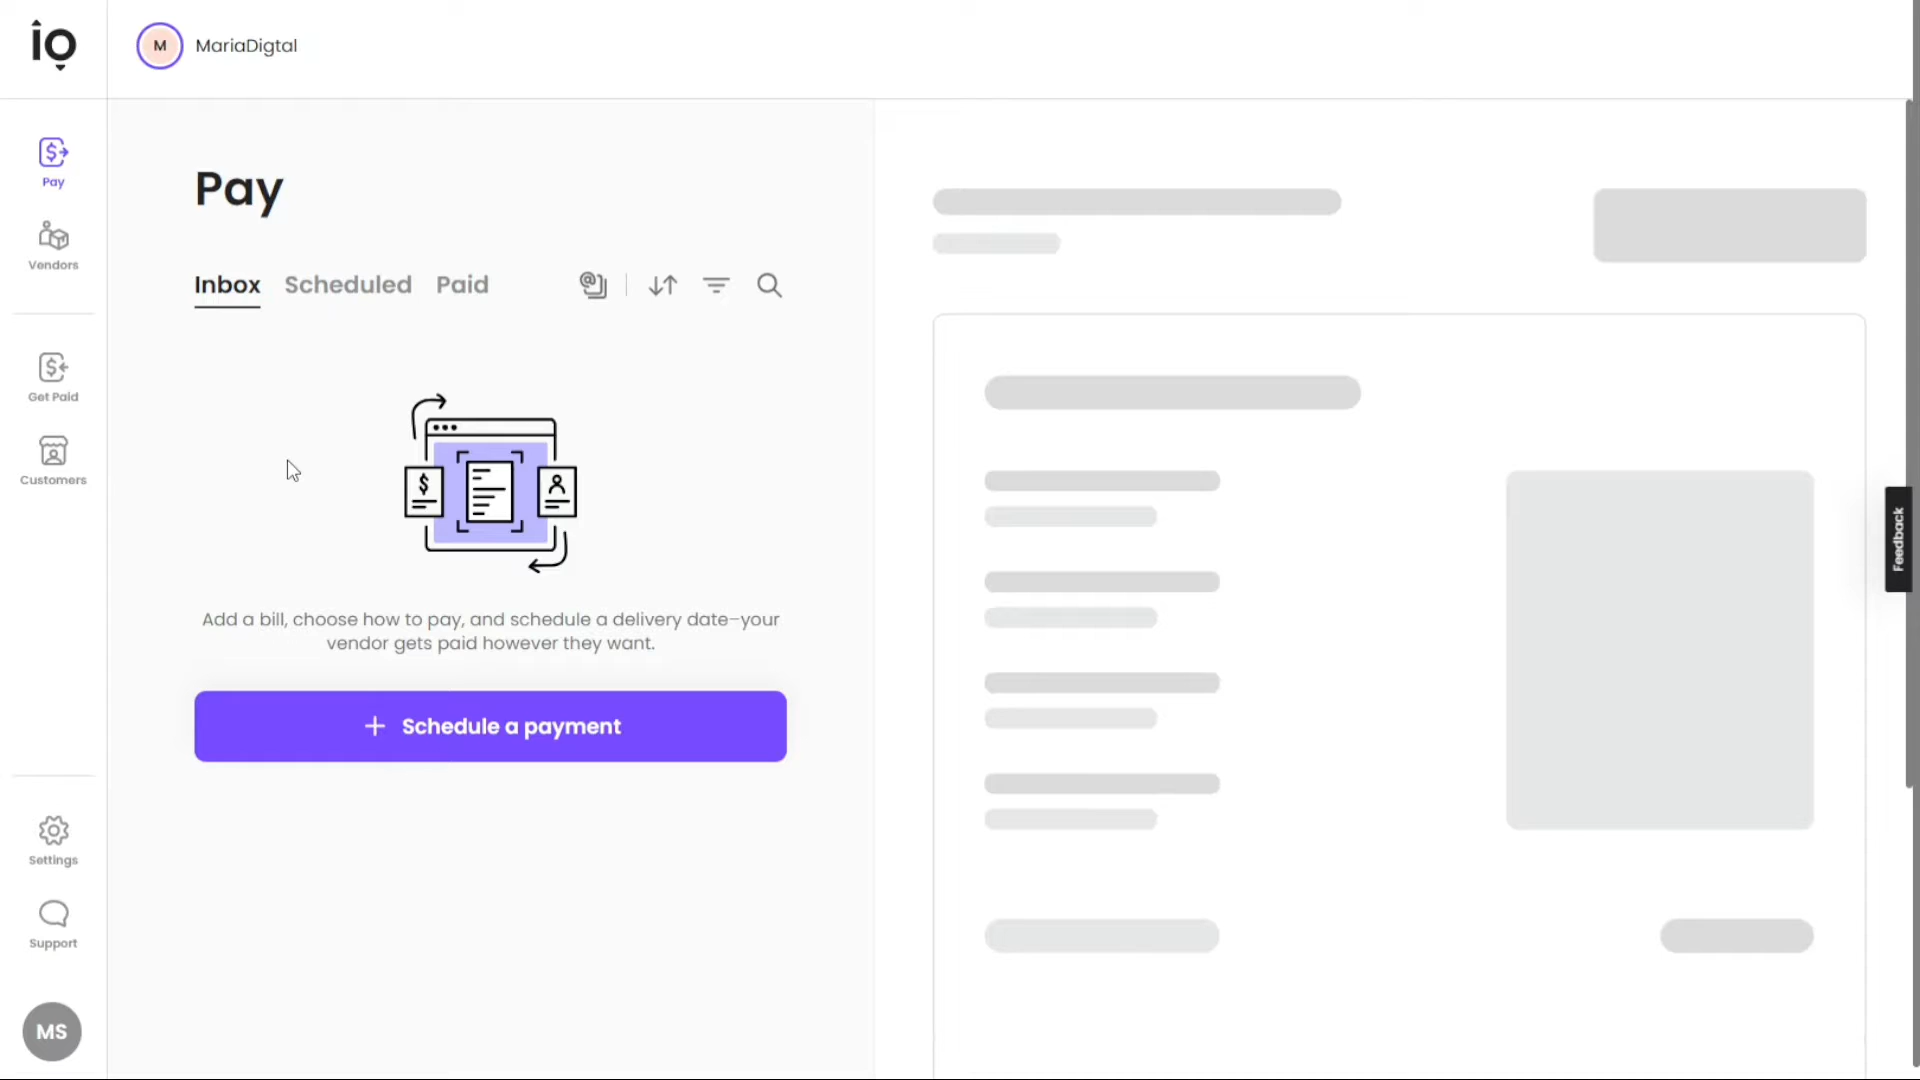 io
M
MariaDigtal
Pay
Vendors
Get Paid
Customers
Settings
Support
MS
Pay
Inbox Scheduled Paid
$
Add a bill, choose how to pay, and schedule a delivery date–your
vendor gets paid however they want.
+ Schedule a payment
Feedback